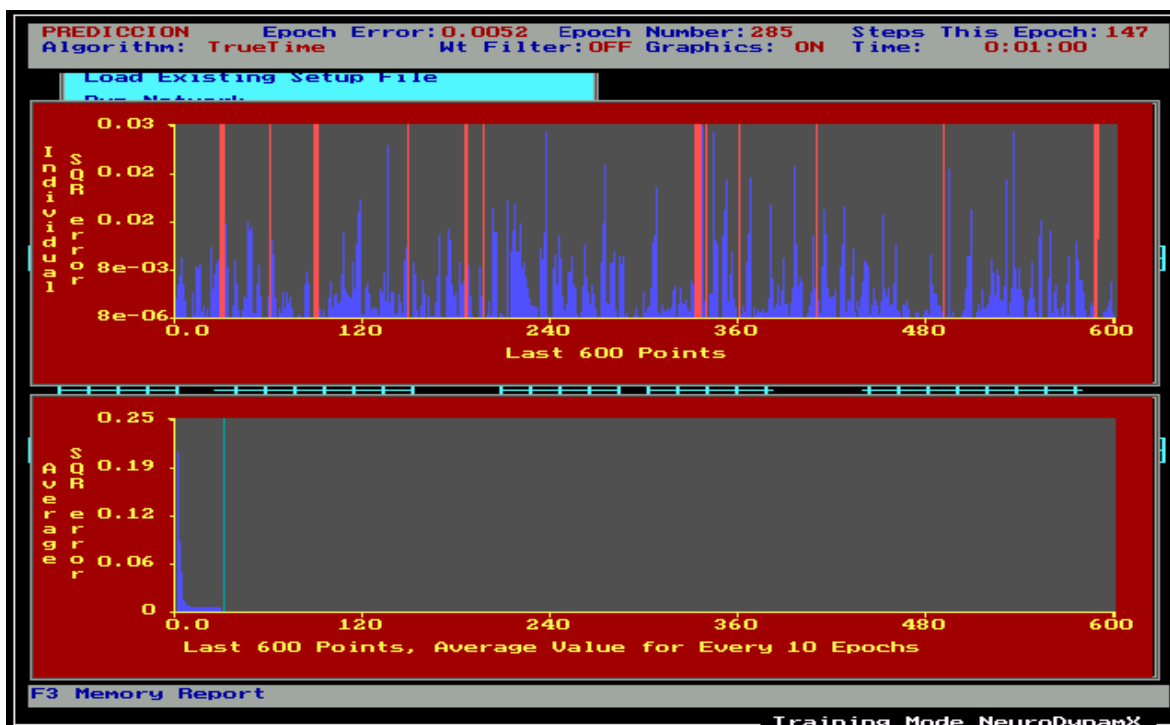 PREDICCION Epoch Error:0.0052 Epoch Number:285 Steps This Epoch:147
Algorithm: TrueTime Wt Filter:OFF Graphics: ON Time: 0:01:00
Load Existing Setup File
Run Network
Individual
SQR error
0.03
0.02
0.02
8e-03
8e-06
0.0 120 240 360 480 600
Last 600 Points
Average
SQR error
0.25
0.19
0.12
0.06
0
0.0 120 240 360 480 600
Last 600 Points, Average Value for Every 10 Epochs
F3 Memory Report
Training Mode NeuroDynamX